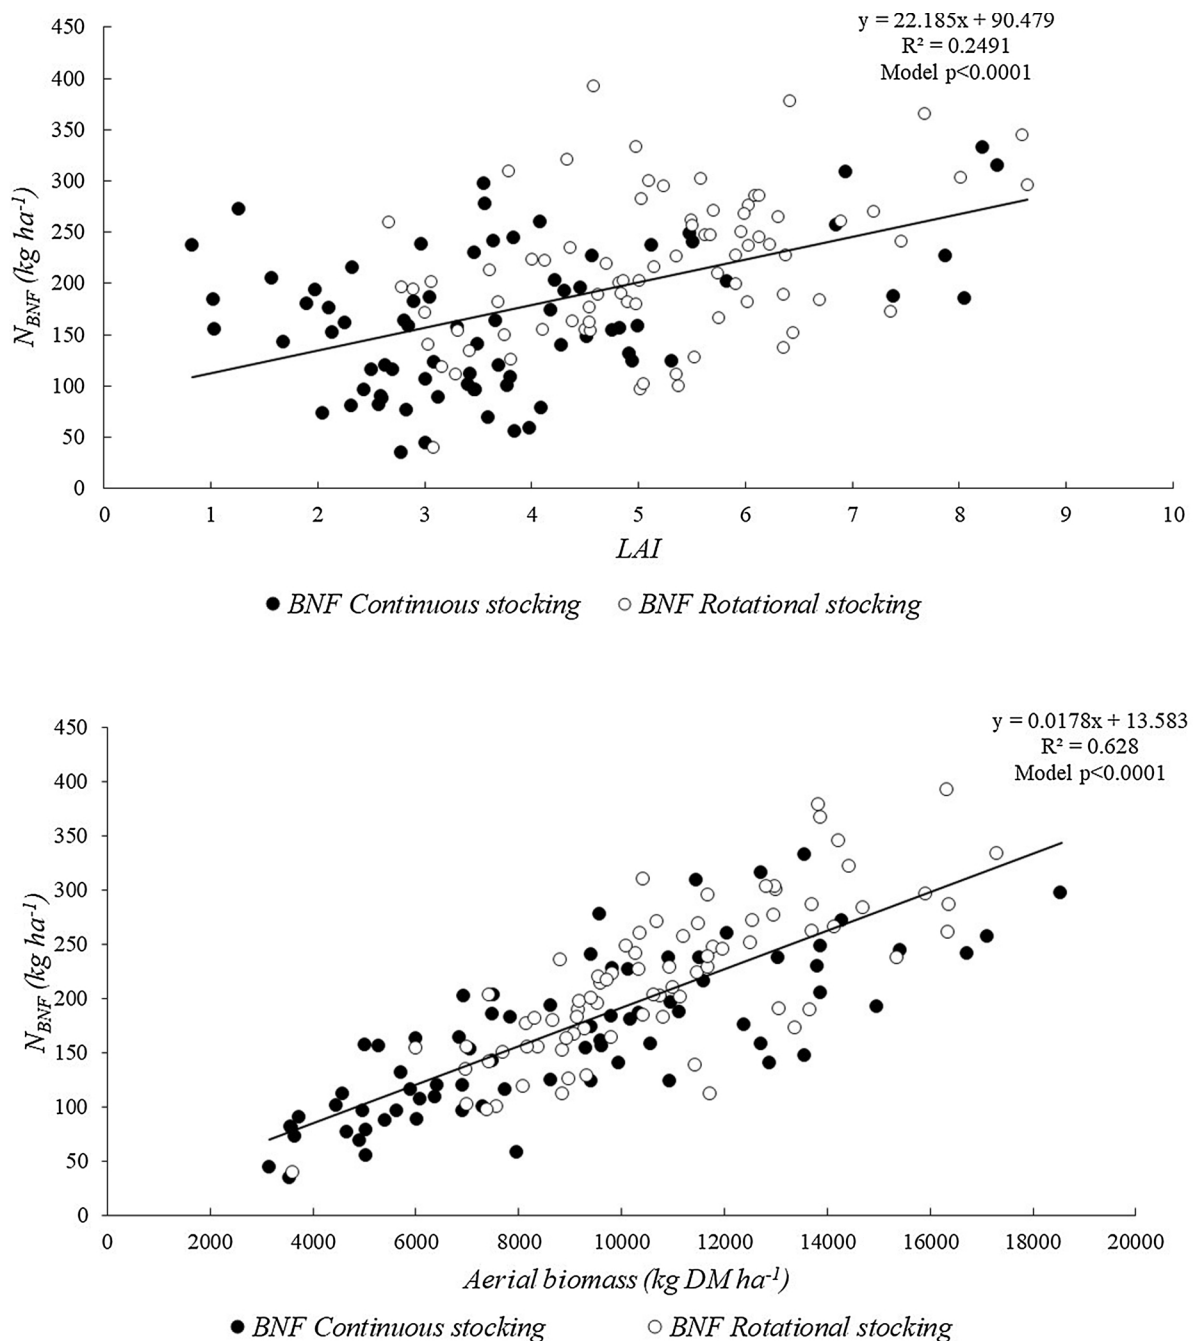 y = 22.185x + 90.479
R² = 0.2491
Model p<0.0001
450
400
350
300
250
200
150
100
50
0
N_BNF (kg ha⁻¹)
0 1 2 3 4 5 6 7 8 9 10
LAI
BNF Continuous stocking BNF Rotational stocking
y = 0.0178x + 13.583
R² = 0.628
Model p<0.0001
450
400
350
300
250
200
150
100
50
0
N_BNF (kg ha⁻¹)
0 2000 4000 6000 8000 10000 12000 14000 16000 18000 20000
Aerial biomass (kg DM ha⁻¹)
BNF Continuous stocking BNF Rotational stocking